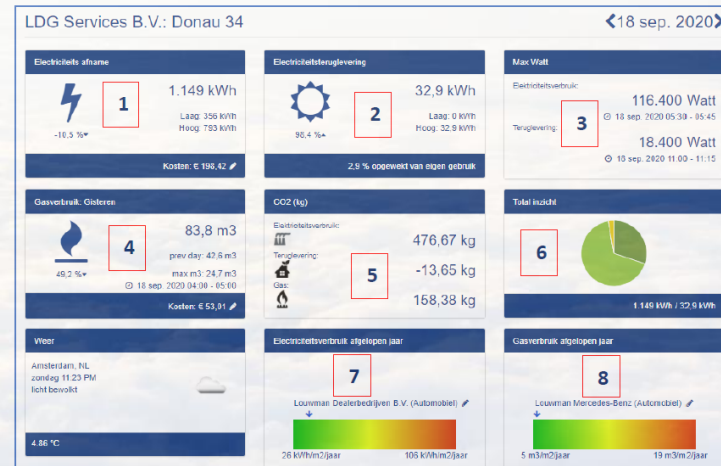 LDG Services B.V.: Donau 34
18 sep. 2020
Electriciteits afname
1
1.149 kWh
Laag: 356 kWh
Hoog: 793 kWh
-10,5 %
Kosten: € 198,42
Electriciteitsteruglevering
2
32,9 kWh
Laag: 0 kWh
Hoog: 32,9 kWh
98,4 %
2,9 % opgewekt van eigen gebruik
Max Watt
Elektriciteitsverbruik:
116.400 Watt
18 sep. 2020 05:30 - 05:45
3
Teruglevering:
18.400 Watt
18 sep. 2020 11:00 - 11:15
Gasverbruik: Gisteren
4
83,8 m3
prev day: 42,6 m3
49,2 %
max m3: 24,7 m3
18 sep. 2020 04:00 - 05:00
Kosten: € 53,01
CO2 (kg)
Elektriciteitsverbruik:
476,67 kg
Teruglevering:
5
-13,65 kg
Gas:
158,38 kg
Total inzicht
6
1.149 kWh / 32,9 kWh
Weer
Amsterdam, NL
zondag 11:23 PM
licht bewolkt
4.86 °C
Electriciteitsverbruik afgelopen jaar
7
Louwman Dealerbedrijven B.V. (Automobiel)
26 kWh/m2/jaar
106 kWh/m2/jaar
Gasverbruik afgelopen jaar
8
Louwman Mercedes-Benz (Automobiel)
5 m3/m2/jaar
19 m3/m2/jaar